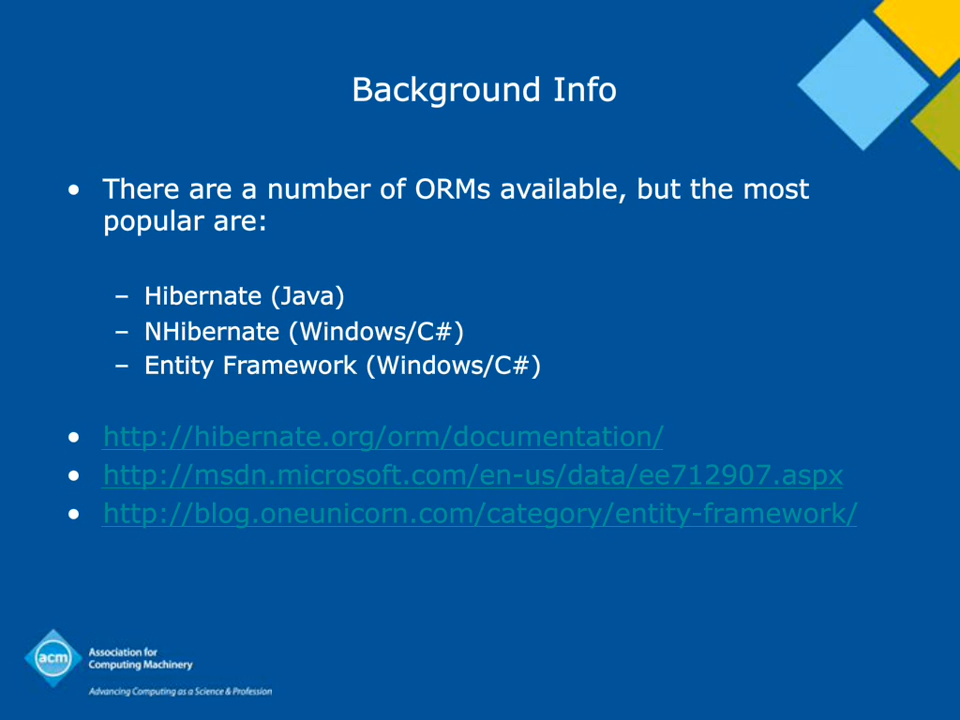 Background Info
• There are a number of ORMs available, but the most
popular are:
– Hibernate (Java)
– NHibernate (Windows/C#)
– Entity Framework (Windows/C#)
• http://hibernate.org/orm/documentation/
• http://msdn.microsoft.com/en-us/data/ee712907.aspx
• http://blog.oneunicorn.com/category/entity-framework/
acm
Association for
Computing Machinery
Advancing Computing as a Science & Profession